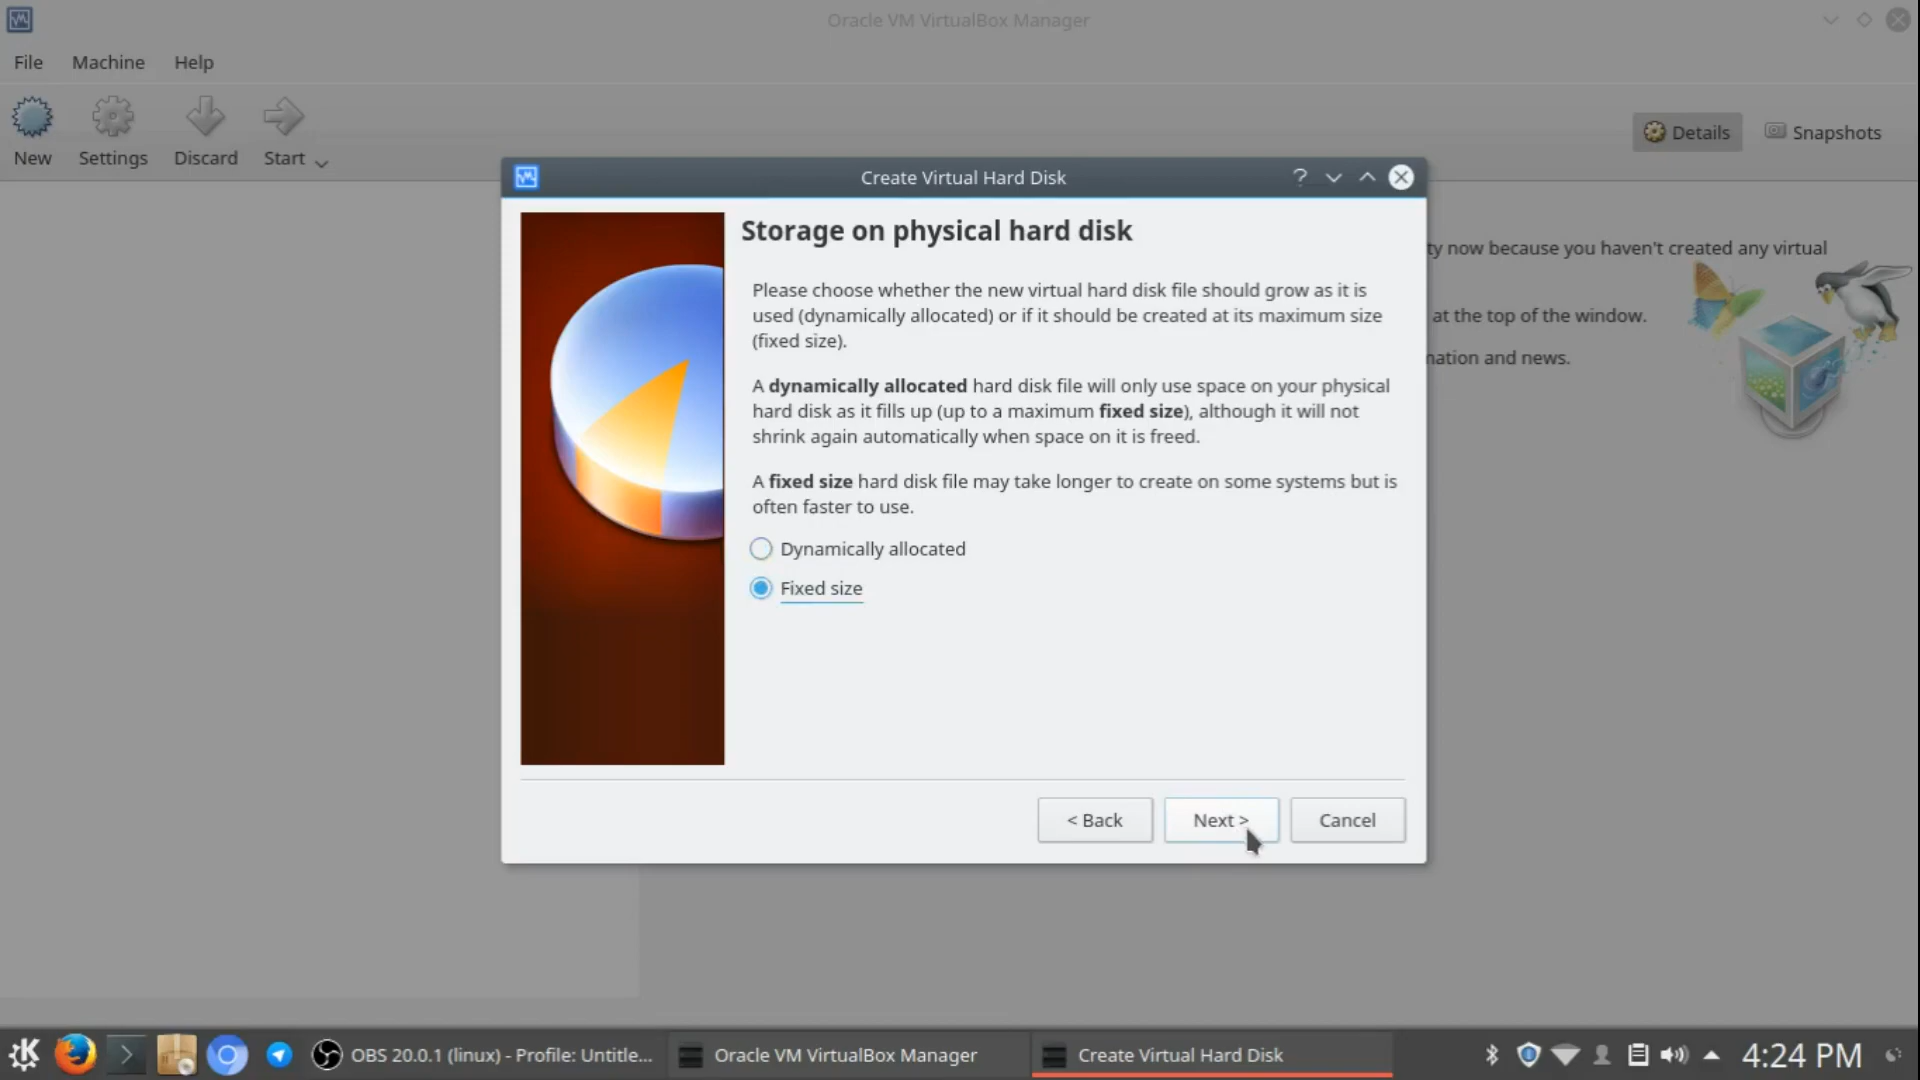 Oracle VM VirtualBox Manager
File Machine Help
New Settings Discard Start
Details Snapshots
Create Virtual Hard Disk
?
Storage on physical hard disk
Please choose whether the new virtual hard disk file should grow as it is
used (dynamically allocated) or if it should be created at its maximum size
(fixed size).
A dynamically allocated hard disk file will only use space on your physical
hard disk as it fills up (up to a maximum fixed size), although it will not
shrink again automatically when space on it is freed.
A fixed size hard disk file may take longer to create on some systems but is
often faster to use.
Dynamically allocated
Fixed size
< Back Next > Cancel
ty now because you haven't created any virtual
at the top of the window.
nation and news.
OBS 20.0.1 (linux) - Profile: Untitle... Oracle VM VirtualBox Manager Create Virtual Hard Disk 4:24 PM